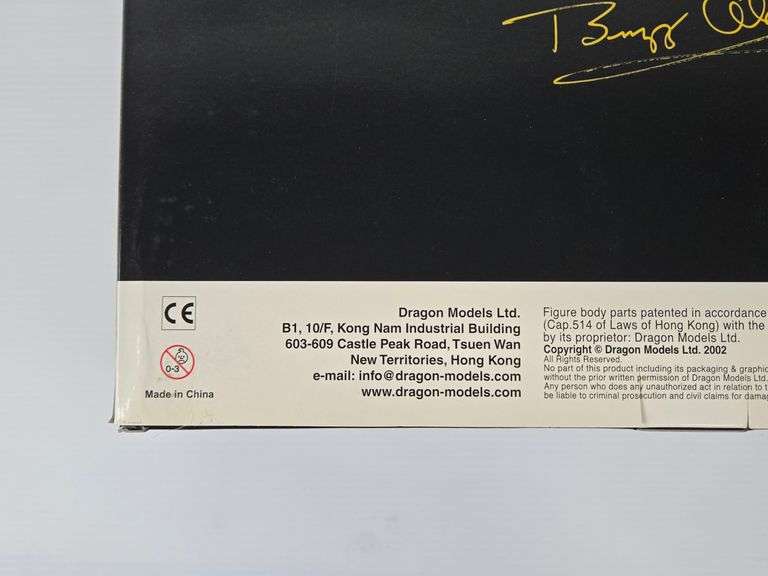 Buzz
CE
0-3
Made in China
Dragon Models Ltd.
B1, 10/F, Kong Nam Industrial Building
603-609 Castle Peak Road, Tsuen Wan
New Territories, Hong Kong
e-mail: info@dragon-models.com
www.dragon-models.com
Figure body parts patented in accordance
(Cap.514 of Laws of Hong Kong) with the
by its proprietor: Dragon Models Ltd.
Copyright © Dragon Models Ltd. 2002
All Rights Reserved.
No part of this product including its packaging & graphic
without the prior written permission of Dragon Models Ltd.
Any person who does any unauthorized act in relation to
be liable to criminal prosecution and civil claims for